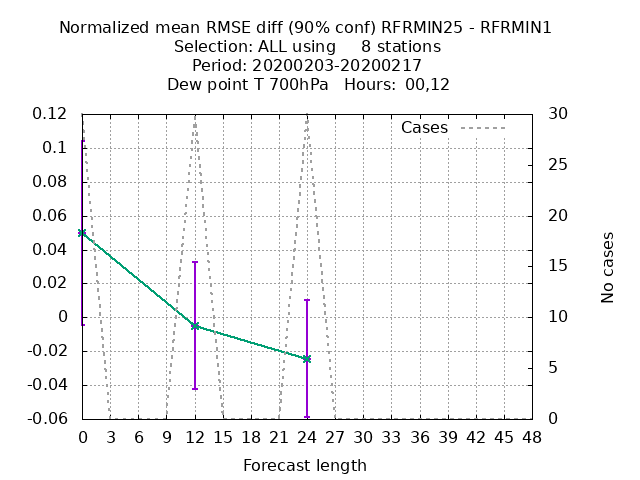 Normalized mean RMSE diff (90% conf) RFRMIN25 - RFRMIN1
Selection: ALL using 8 stations
Period: 20200203-20200217
Dew point T 700hPa Hours: 00,12
Cases
0.12
0.1
0.08
0.06
0.04
0.02
0
-0.02
-0.04
-0.06
30
25
20
15
10
5
0
No cases
0 3 6 9 12 15 18 21 24 27 30 33 36 39 42 45 48
Forecast length